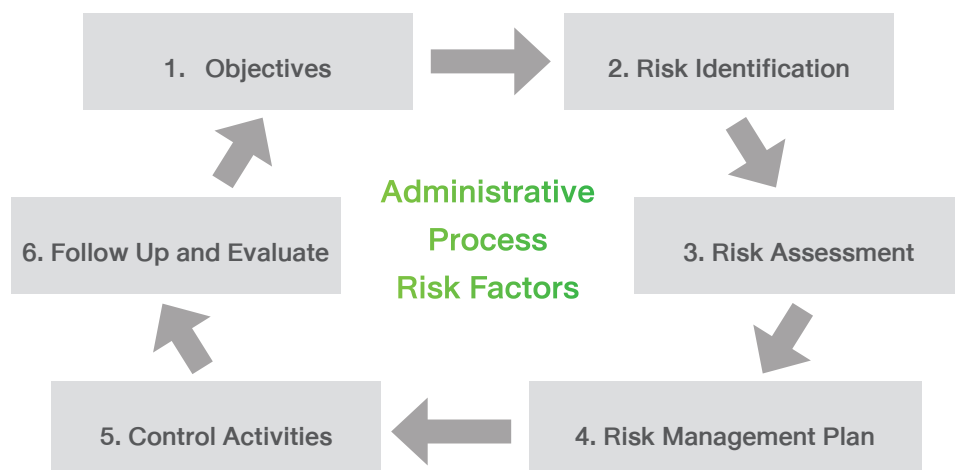 1. Objectives
2. Risk Identification
3. Risk Assessment
4. Risk Management Plan
5. Control Activities
6. Follow Up and Evaluate
Administrative
Process
Risk Factors